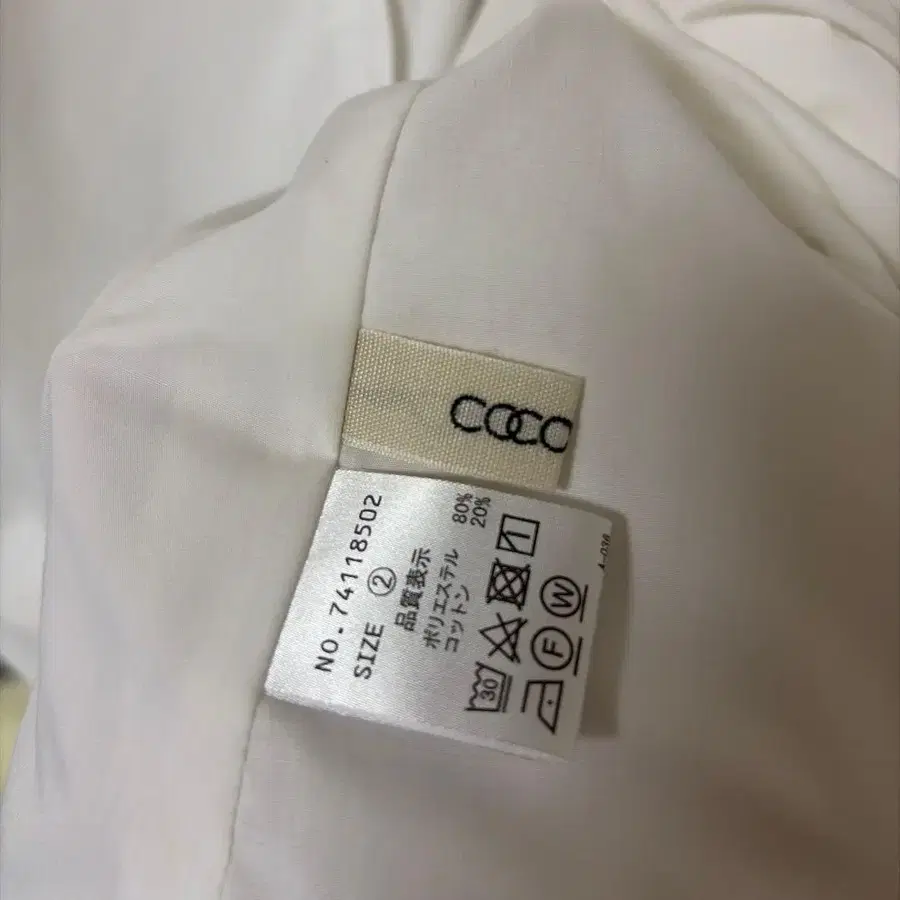 COCO
NO.74118502
SIZE ②
品質表示
ポリエステル 80%
コットン 20%
30
F W